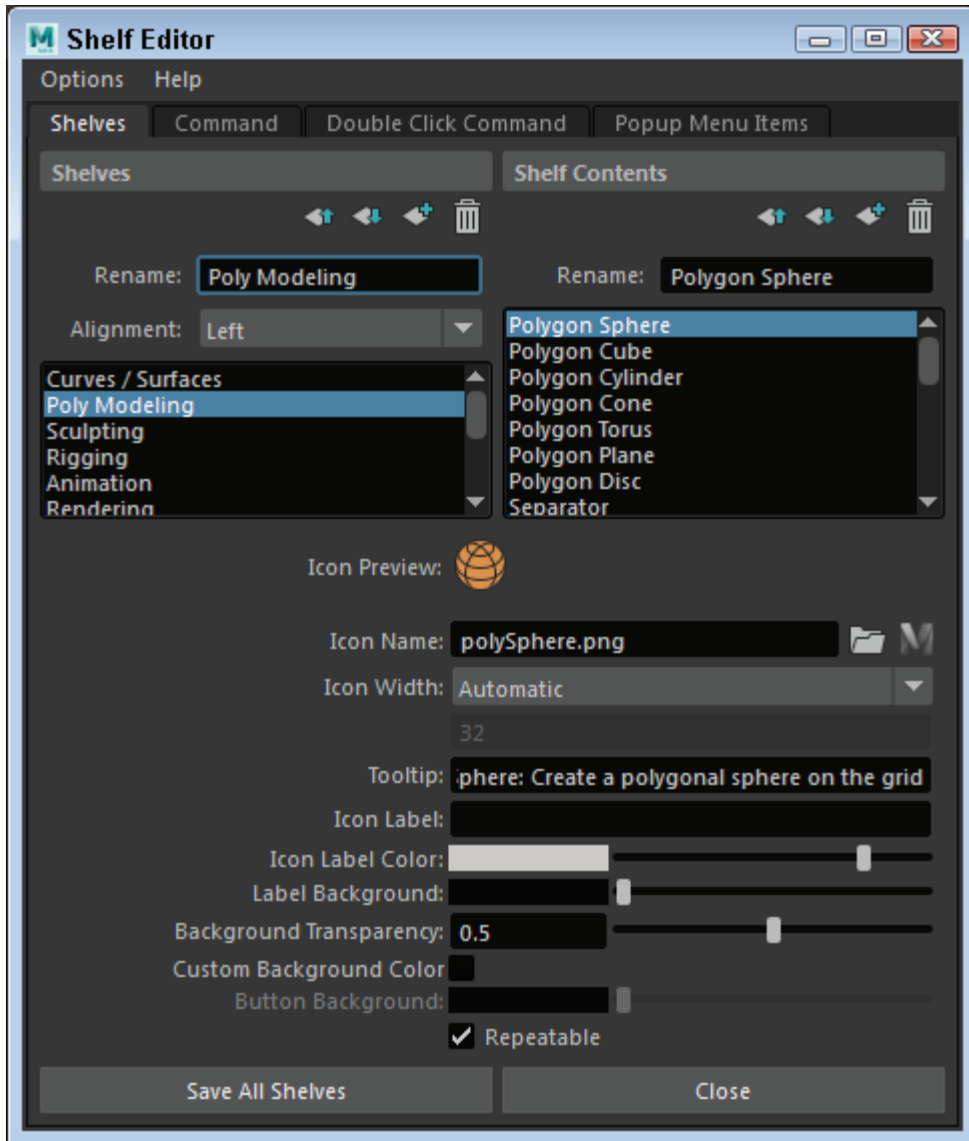 Shelf Editor
Options Help
Shelves Command Double Click Command Popup Menu Items
Shelves Shelf Contents
Rename: Poly Modeling Rename: Polygon Sphere
Alignment: Left
Curves / Surfaces
Poly Modeling
Sculpting
Rigging
Animation
Rendering
Polygon Sphere
Polygon Cube
Polygon Cylinder
Polygon Cone
Polygon Torus
Polygon Plane
Polygon Disc
Separator
Icon Preview:
Icon Name: polySphere.png
Icon Width: Automatic
32
Tooltip: phere: Create a polygonal sphere on the grid
Icon Label:
Icon Label Color:
Label Background:
Background Transparency: 0.5
Custom Background Color
Button Background:
Repeatable
Save All Shelves Close